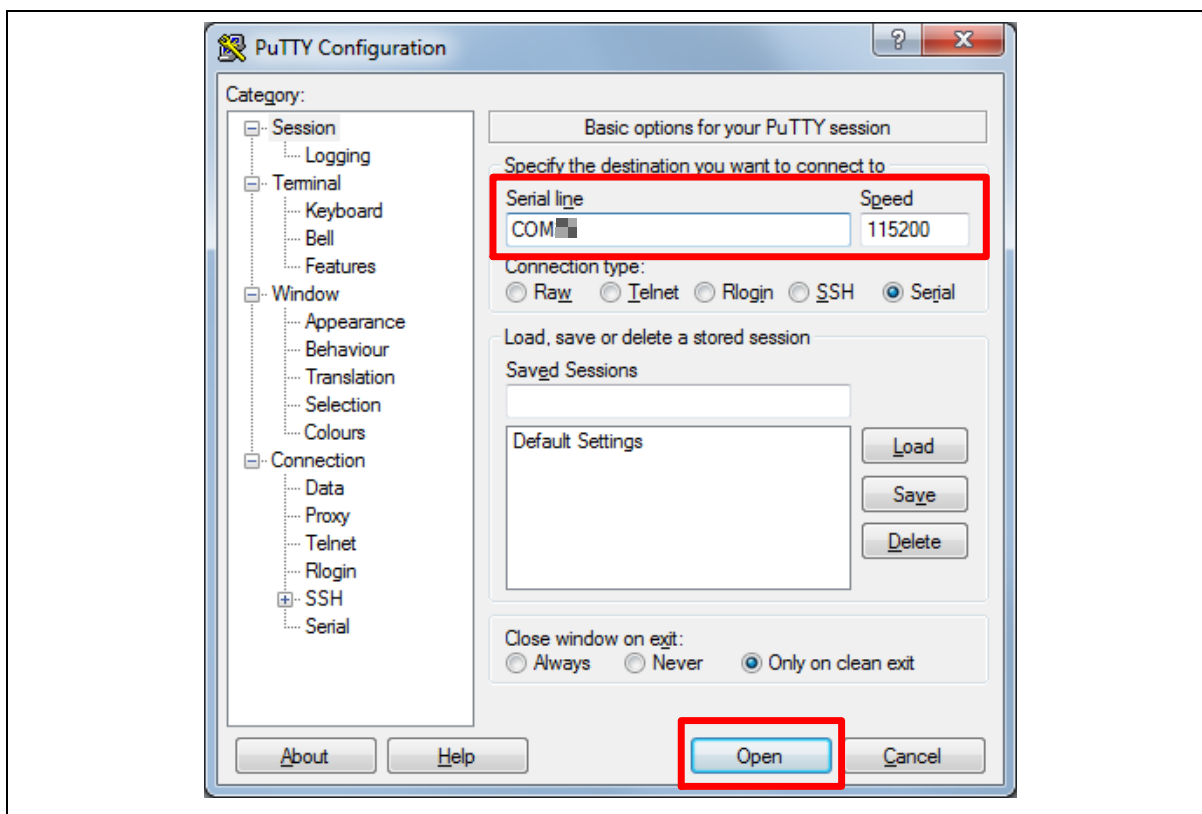 PuTTY Configuration
Category:
Session
Logging
Terminal
Keyboard
Bell
Features
Window
Appearance
Behaviour
Translation
Selection
Colours
Connection
Data
Proxy
Telnet
Rlogin
SSH
Serial
Basic options for your PuTTY session
Specify the destination you want to connect to
Serial line Speed
COM 115200
Connection type:
Raw Telnet Rlogin SSH Serial
Load, save or delete a stored session
Saved Sessions
Default Settings
Load
Save
Delete
Close window on exit:
Always Never Only on clean exit
About Help Open Cancel